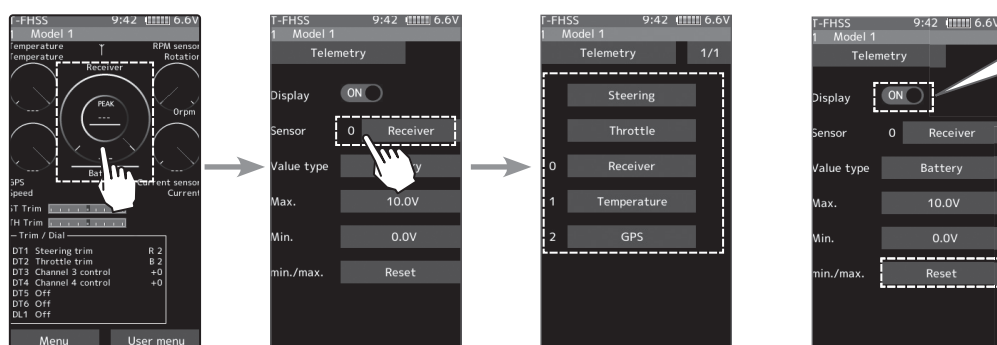 T-FHSS 9:42 6.6V
1 Model 1
Temperature RPM sensor
Temperature Rotation
Receiver
PEAK
---
0rpm
Battery
GPS Current sensor
Speed Current
ST Trim
TH Trim
Trim / Dial
DT1 Steering trim R 2
DT2 Throttle trim B 2
DT3 Channel 3 control +0
DT4 Channel 4 control +0
DT5 Off
DT6 Off
DL1 Off
Menu User menu
T-FHSS 9:42 6.6V
1 Model 1
Telemetry
Display ON
Sensor 0 Receiver
Value type
Max. 10.0V
Min. 0.0V
min./max. Reset
T-FHSS 9:42 6.6V
1 Model 1
Telemetry 1/1
Steering
Throttle
0 Receiver
1 Temperature
2 GPS
T-FHSS 9:42 6.6V
1 Model 1
Telemetry
Display ON
Sensor 0 Receiver
Value type Battery
Max. 10.0V
Min. 0.0V
min./max. Reset